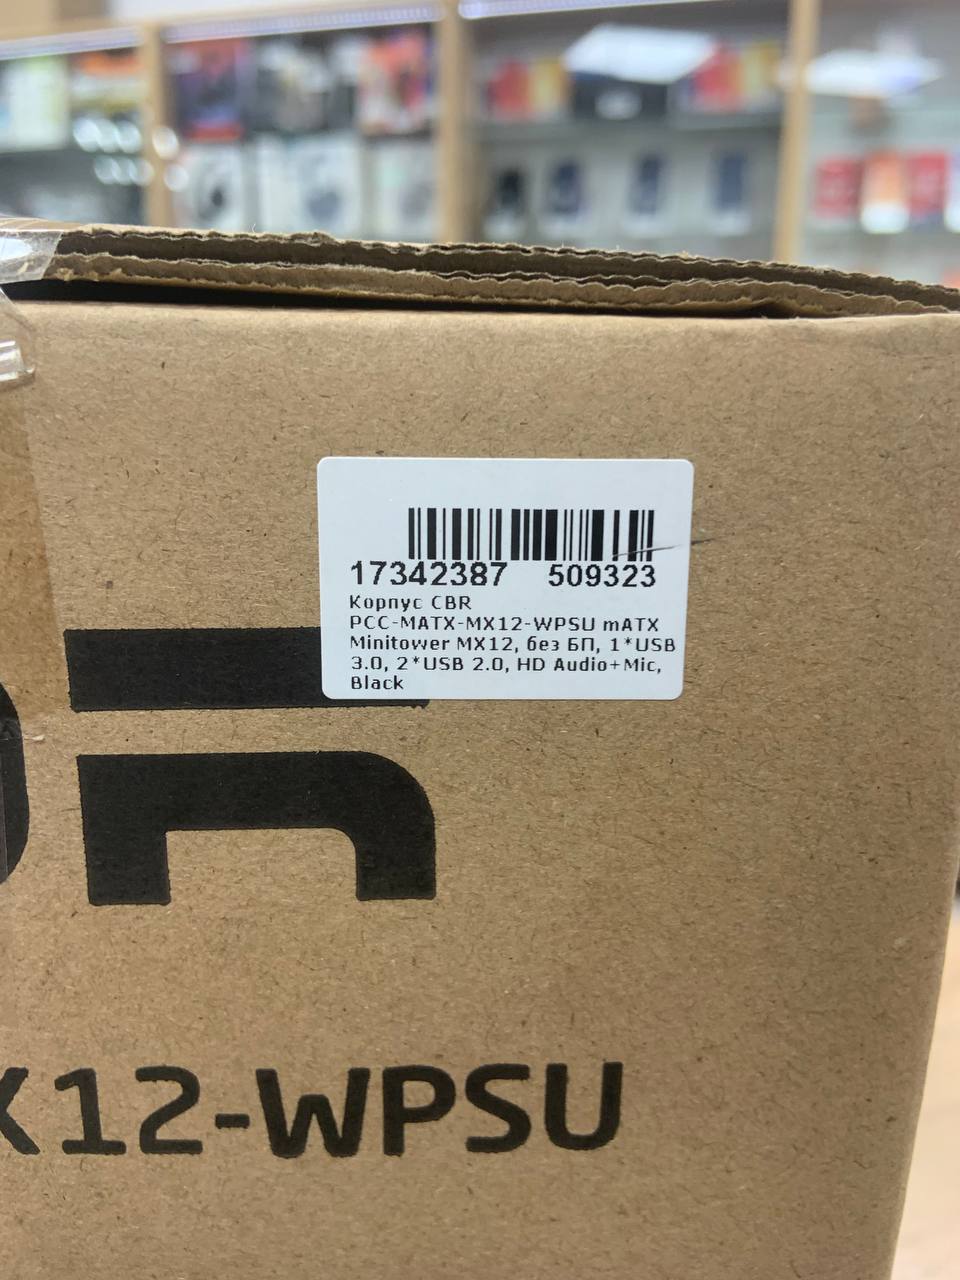 17342387 509323
Корпус CBR
PCC-MATX-MX12-WPSU mATX
Minitower MX12, без БП, 1*USB
3.0, 2*USB 2.0, HD Audio+Mic,
Black
X12-WPSU